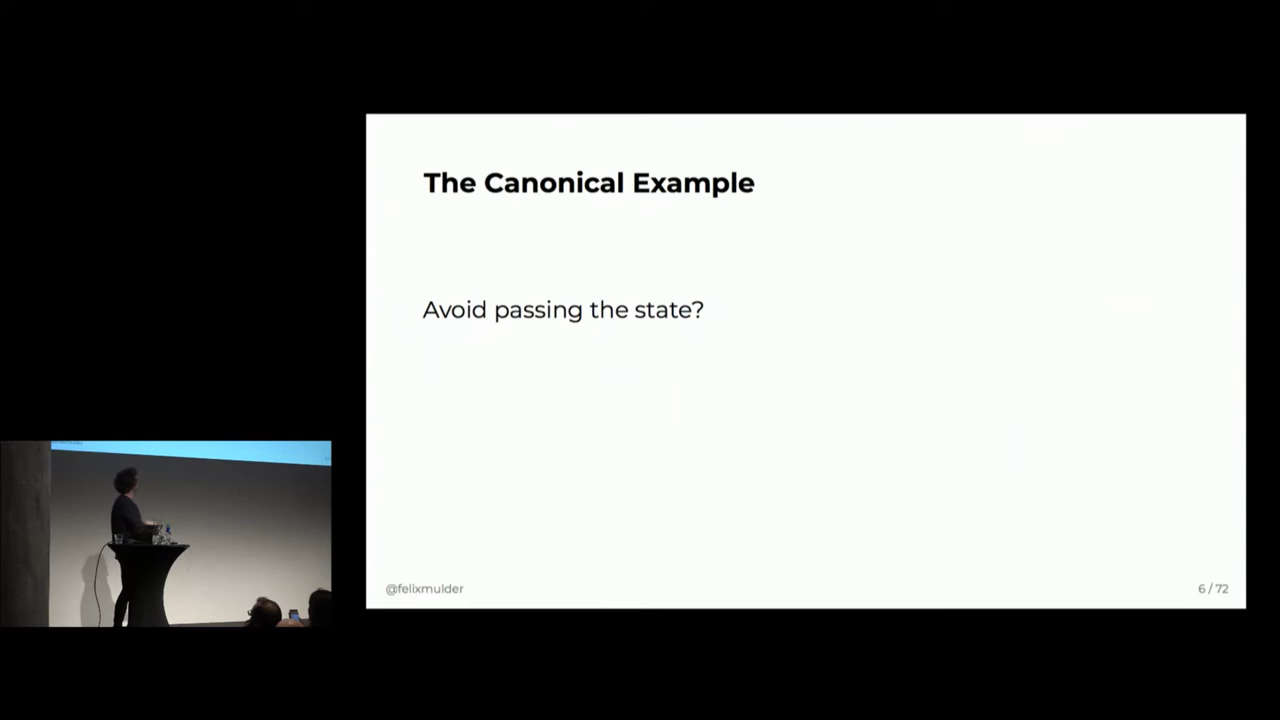 The Canonical Example
Avoid passing the state?
@felixmulder
6 / 72